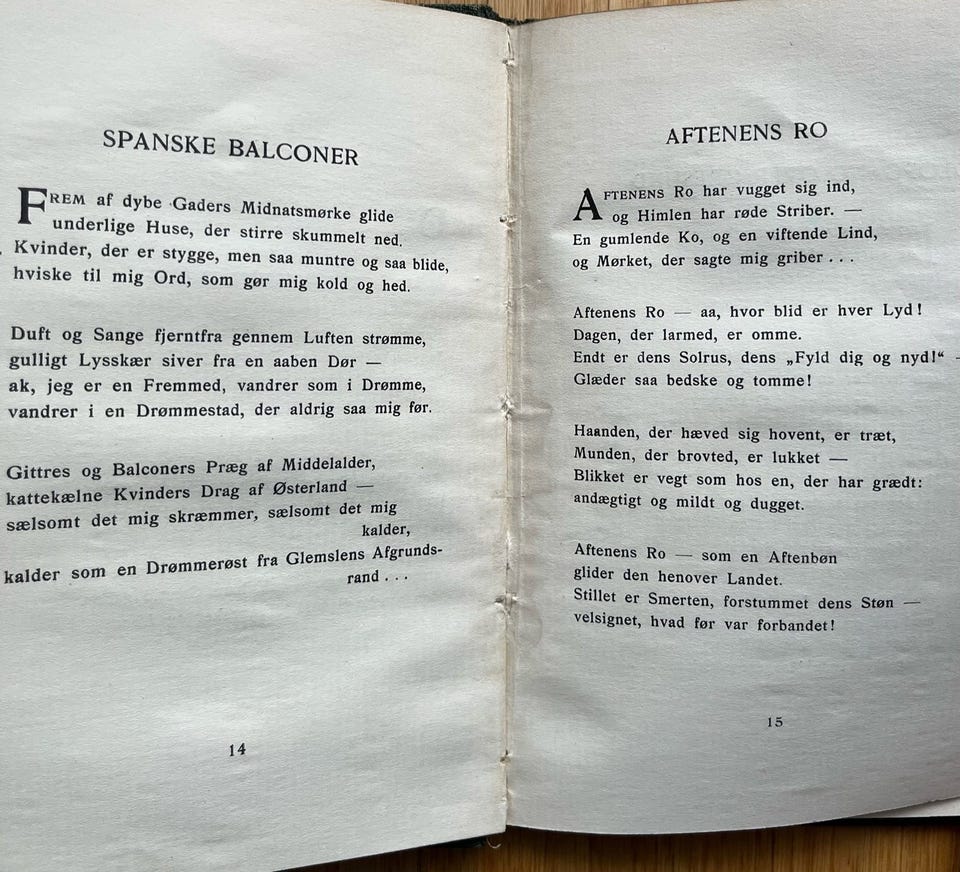 SPANSKE BALCONER
FREM af dybe Gaders Midnatsmørke glide
underlige Huse, der stirre skummelt ned.
Kvinder, der er stygge, men saa muntre og saa blide,
hviske til mig Ord, som gør mig kold og hed.
Duft og Sange fjerntfra gennem Luften strømme,
gulligt Lysskær siver fra en aaben Dør —
ak, jeg er en Fremmed, vandrer som i Drømme,
vandrer i en Drømmestad, der aldrig saa mig før.
Gittres og Balconers Præg af Middelalder,
kattekælne Kvinders Drag af Østerland —
sælsomt det mig skræmmer, sælsomt det mig
kalder,
kalder som en Drømmerøst fra Glemslens Afgrunds-
rand . . .
14
AFTENENS RO
AFTENENS Ro har vugget sig ind,
og Himlen har røde Striber. —
En gumlende Ko, og en viftende Lind,
og Mørket, der sagte mig griber . . .
Aftenens Ro — aa, hvor blid er hver Lyd!
Dagen, der larmed, er omme.
Endt er dens Solrus, dens „Fyld dig og nyd!“ —
Glæder saa bedske og tomme!
Haanden, der hæved sig hovent, er træt,
Munden, der brovted, er lukket —
Blikket er vegt som hos en, der har grædt:
andægtigt og mildt og dugget.
Aftenens Ro — som en Aftenbøn
glider den henover Landet.
Stillet er Smerten, forstummet dens Støn —
velsignet, hvad før var forbandet!
15